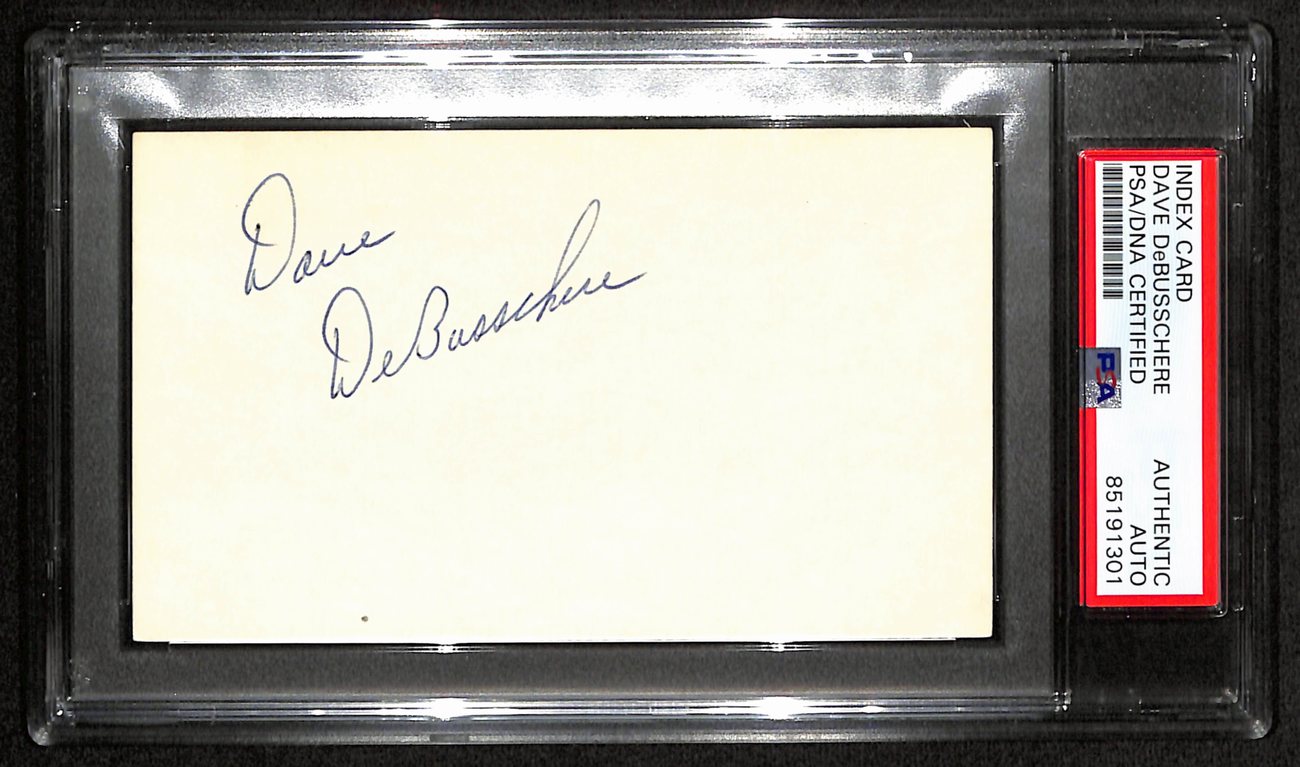 Dave
DeBusschere
INDEX CARD
DAVE DeBUSSCHERE
PSA/DNA CERTIFIED
AUTHENTIC
AUTO
85191301
PSA